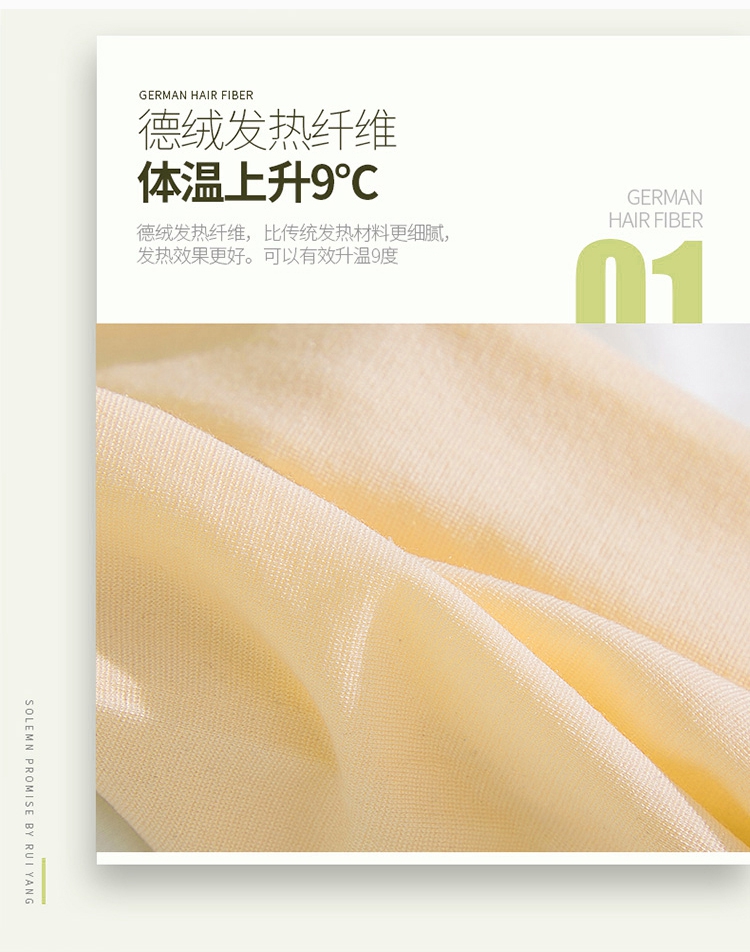 GERMAN HAIR FIBER
德绒发热纤维
体温上升9°C
德绒发热纤维，比传统发热材料更细腻，
发热效果更好。可以有效升温9度
GERMAN
HAIR FIBER
01
SOLEMN PROMISE BY RUI YANG